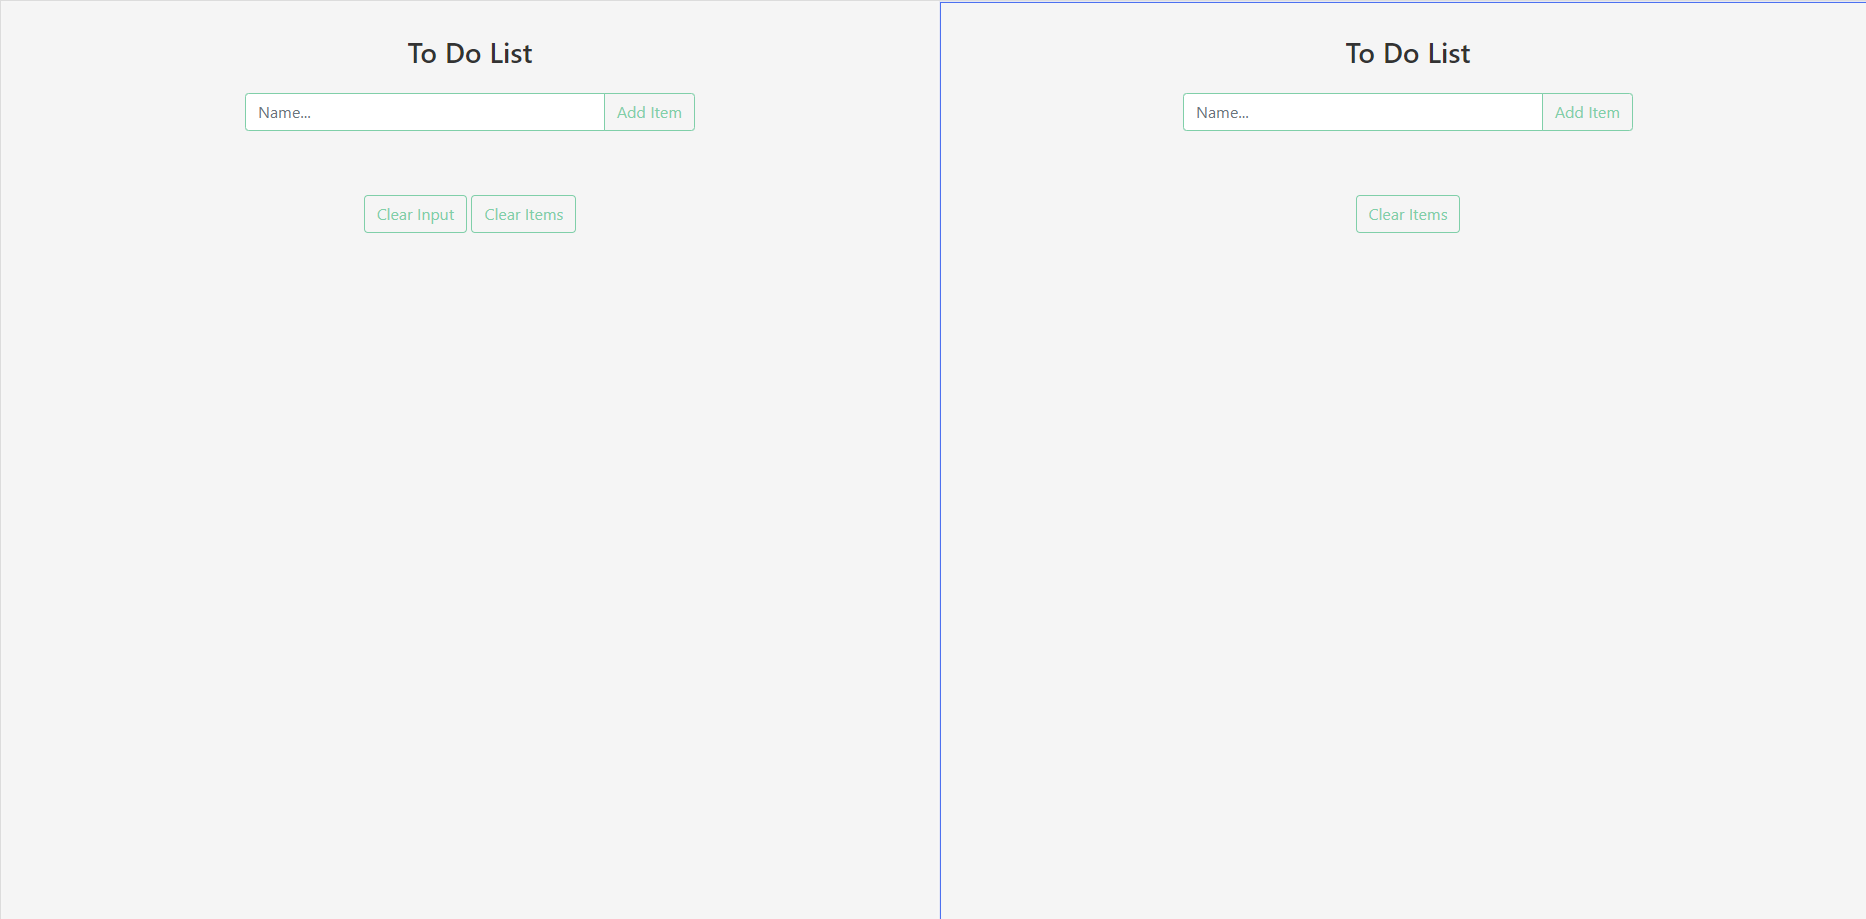 To Do List
Name...
Add Item
Clear Input
Clear Items
To Do List
Name...
Add Item
Clear Items